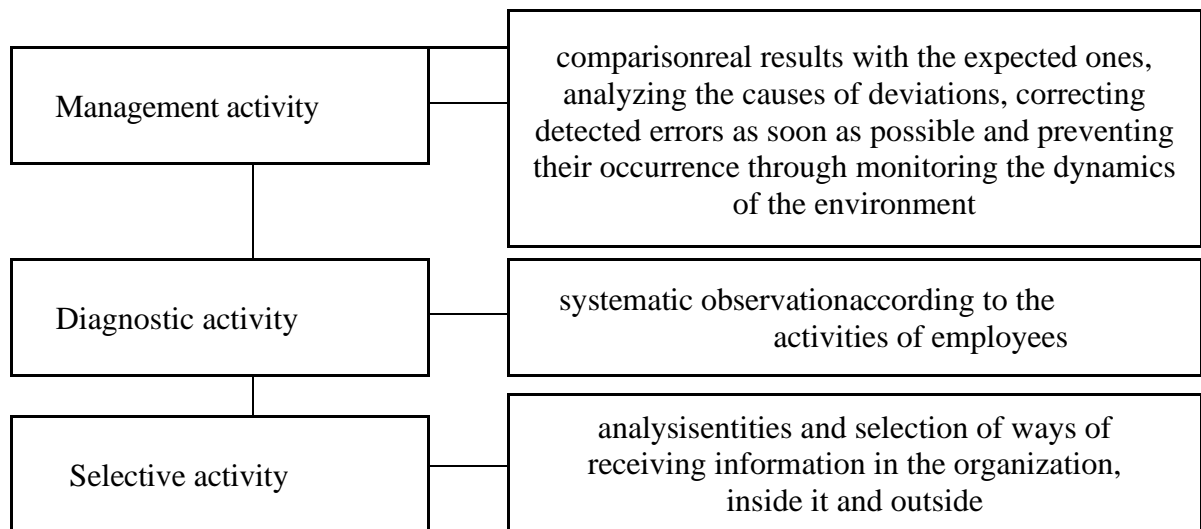 Management activity
comparisonreal results with the expected ones,
analyzing the causes of deviations, correcting
detected errors as soon as possible and preventing
their occurrence through monitoring the dynamics
of the environment
Diagnostic activity
systematic observationaccording to the
activities of employees
Selective activity
analysisentities and selection of ways of
receiving information in the organization,
inside it and outside